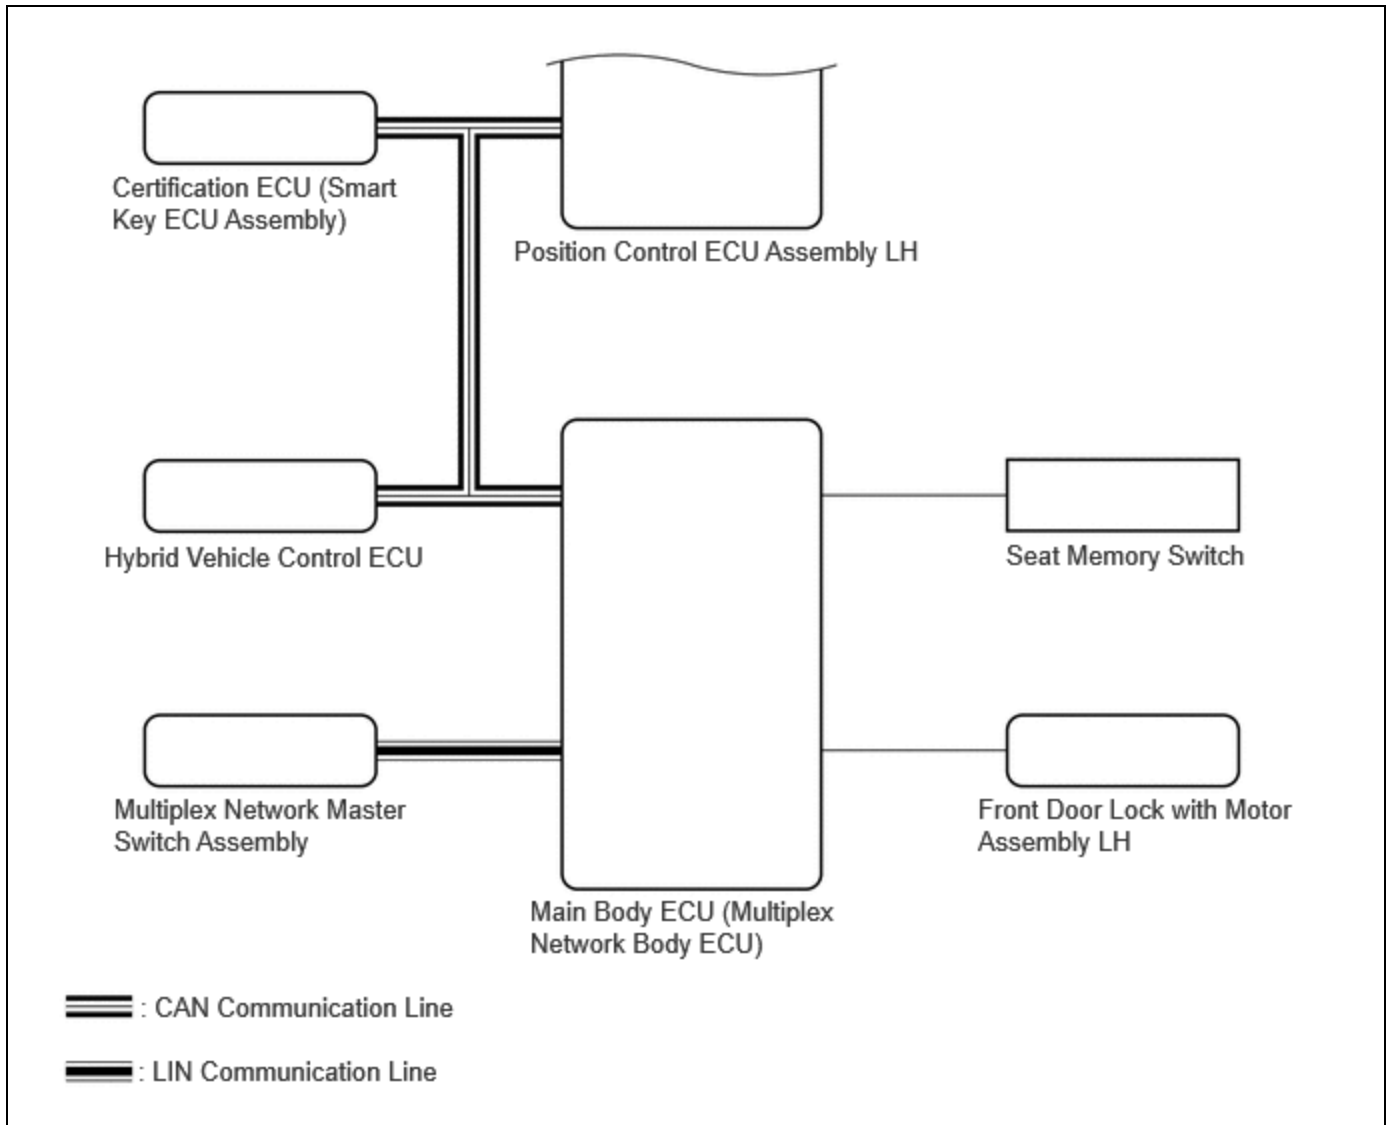 Certification ECU (Smart
Key ECU Assembly)
Position Control ECU Assembly LH
Hybrid Vehicle Control ECU
Seat Memory Switch
Multiplex Network Master
Switch Assembly
Front Door Lock with Motor
Assembly LH
Main Body ECU (Multiplex
Network Body ECU)
: CAN Communication Line
: LIN Communication Line